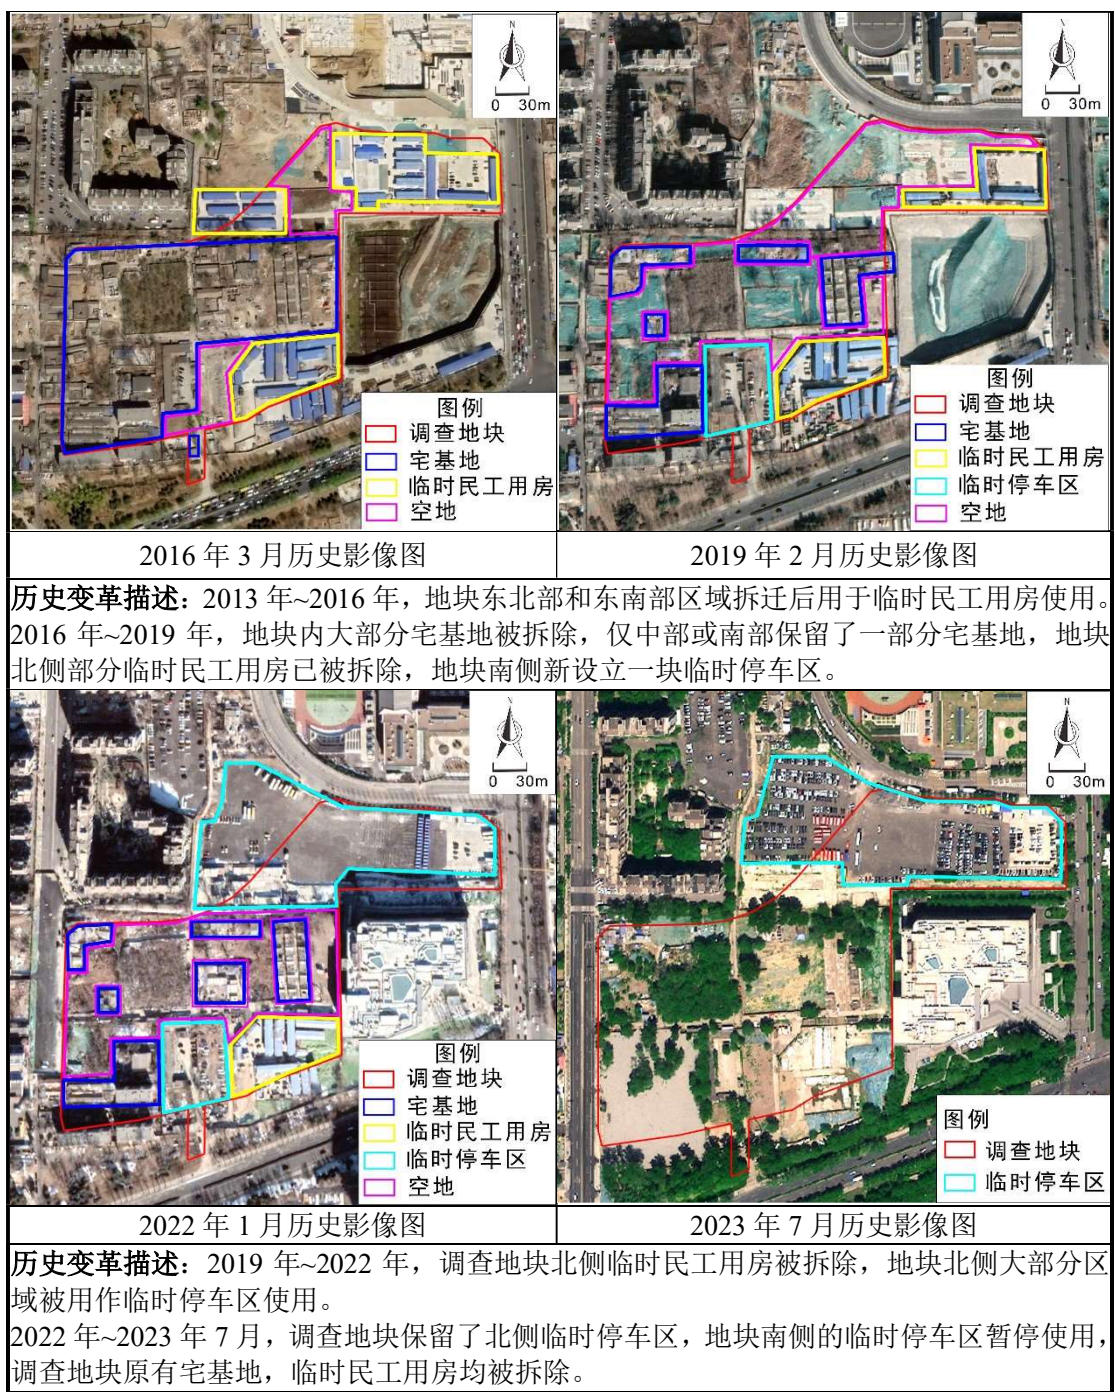 N
0 30m
图例
调查地块
宅基地
临时民工用房
空地
N
0 30m
图例
调查地块
宅基地
临时民工用房
临时停车区
空地
2016 年 3 月历史影像图
2019 年 2 月历史影像图
历史变革描述：2013 年~2016 年，地块东北部和东南部区域拆迁后用于临时民工用房使用。
2016 年~2019 年，地块内大部分宅基地被拆除，仅中部或南部保留了一部分宅基地，地块
北侧部分临时民工用房已被拆除，地块南侧新设立一块临时停车区。
N
0 30m
图例
调查地块
宅基地
临时民工用房
临时停车区
空地
N
0 30m
图例
调查地块
临时停车区
2022 年 1 月历史影像图
2023 年 7 月历史影像图
历史变革描述：2019 年~2022 年，调查地块北侧临时民工用房被拆除，地块北侧大部分区
域被用作临时停车区使用。
2022 年~2023 年 7 月，调查地块保留了北侧临时停车区，地块南侧的临时停车区暂停使用，
调查地块原有宅基地，临时民工用房均被拆除。